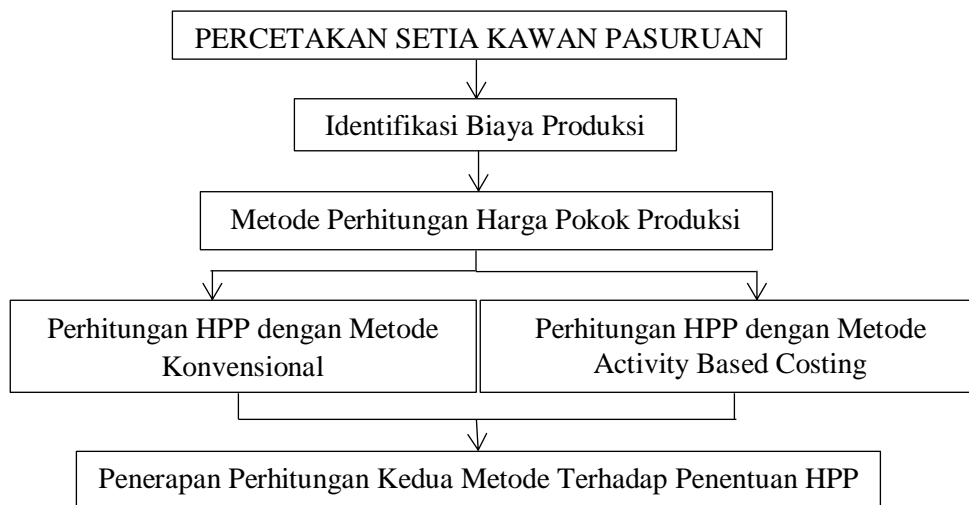 PERCETAKAN SETIA KAWAN PASURUAN
Identifikasi Biaya Produksi
Metode Perhitungan Harga Pokok Produksi
Perhitungan HPP dengan Metode
Konvensional
Perhitungan HPP dengan Metode
Activity Based Costing
Penerapan Perhitungan Kedua Metode Terhadap Penentuan HPP